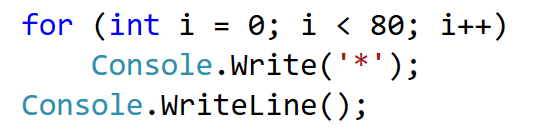 for (int i = 0; i < 80; i++)
    Console.Write('*');
Console.WriteLine();